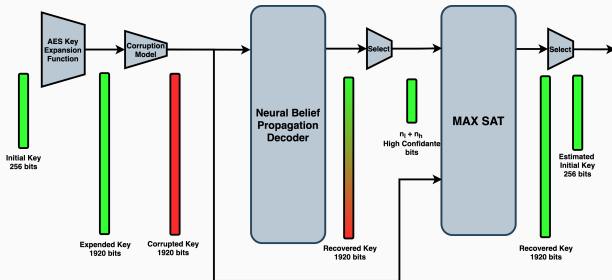 AES Key
Expansion
Function
Corruption
Model
Select
Select
Neural Belief
Propagation
Decoder
MAX SAT
Initial Key
256 bits
Expended Key
1920 bits
Corrupted Key
1920 bits
Recovered Key
1920 bits
nl + nh
High Confidante
bits
Recovered Key
1920 bits
Estimated
Initial Key
256 bits